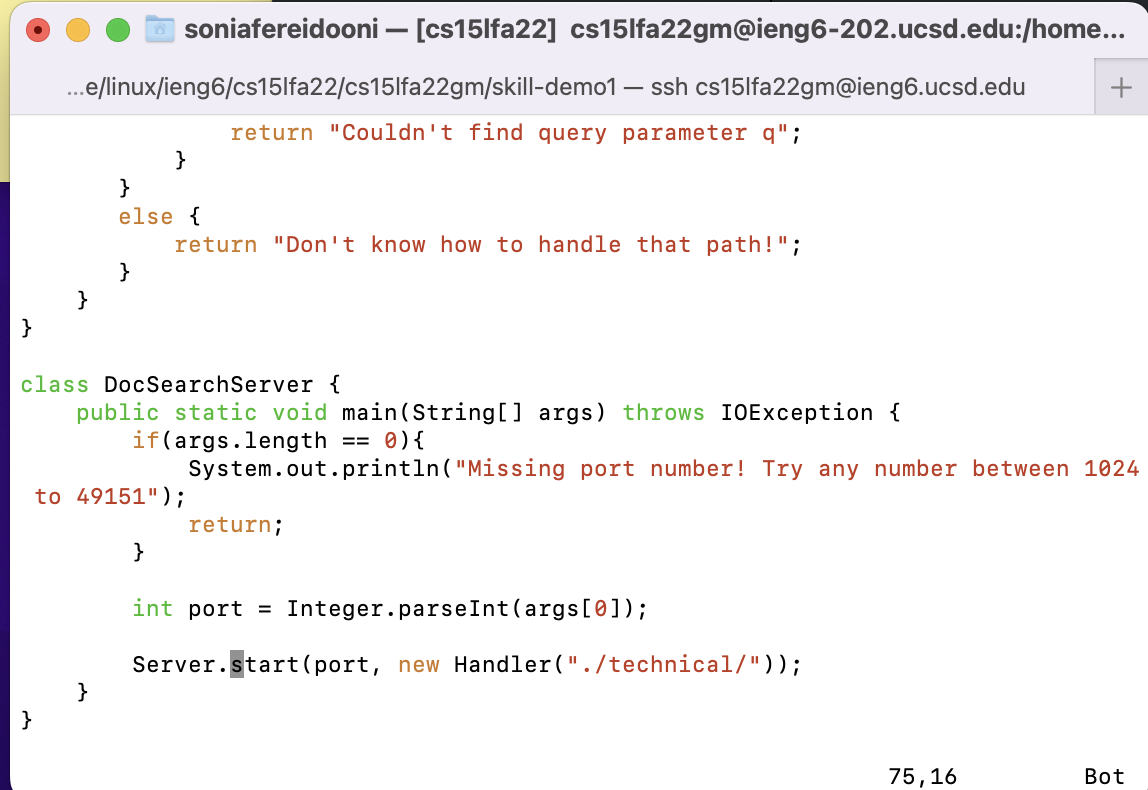 soniafereidooni — [cs15lfa22]  cs15lfa22gm@ieng6-202.ucsd.edu:/home...
...e/linux/ieng6/cs15lfa22/cs15lfa22gm/skill-demo1 — ssh cs15lfa22gm@ieng6.ucsd.edu
+
                return "Couldn't find query parameter q";
            }
        }
        else {
            return "Don't know how to handle that path!";
        }
    }
}

class DocSearchServer {
    public static void main(String[] args) throws IOException {
        if(args.length == 0){
            System.out.println("Missing port number! Try any number between 1024
 to 49151");
            return;
        }

        int port = Integer.parseInt(args[0]);

        Server.start(port, new Handler("./technical/"));
    }
}
75,16 Bot